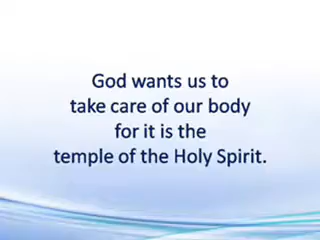 God wants us to
take care of our body
for it is the
temple of the Holy Spirit.